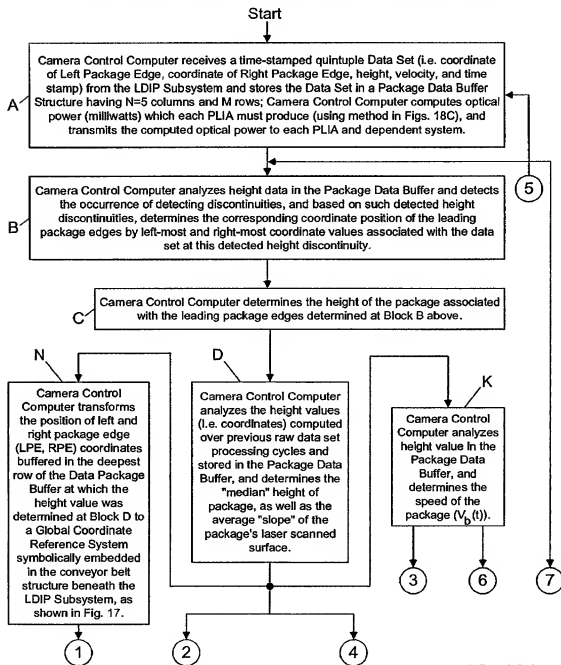 Start
A
Camera Control Computer receives a time-stamped quintuple Data Set (i.e. coordinate
of Left Package Edge, coordinate of Right Package Edge, height, velocity, and time
stamp) from the LDIP Subsystem and stores the Data Set in a Package Data Buffer
Structure having N=5 columns and M rows; Camera Control Computer computes optical
power (milliwatts) which each PLIA must produce (using method in Figs. 18C), and
transmits the computed optical power to each PLIA and dependent system.
5
B
Camera Control Computer analyzes height data in the Package Data Buffer and detects
the occurrence of detecting discontinuities, and based on such detected height
discontinuities, determines the corresponding coordinate position of the leading
package edges by left-most and right-most coordinate values associated with the data
set at this detected height discontinuity.
C
Camera Control Computer determines the height of the package associated
with the leading package edges determined at Block B above.
N
Camera Control
Computer transforms
the position of left and
right package edge
(LPE, RPE) coordinates
buffered in the deepest
row of the Data Package
Buffer at which the
height value was
determined at Block D to
a Global Coordinate
Reference System
symbolically embedded
in the conveyor belt
structure beneath the
LDIP Subsystem, as
shown in Fig. 17.
D
Camera Control Computer
analyzes the height values
(i.e. coordinates) computed
over previous raw data set
processing cycles and
stored in the Package Data
Buffer, and determines the
"median" height of
package, as well as the
average "slope" of the
package's laser scanned
surface.
K
Camera Control
Computer analyzes
height value in the
Package Data
Buffer, and
determines the
speed of the
package (Vb(t)).
3
6
7
1
2
4